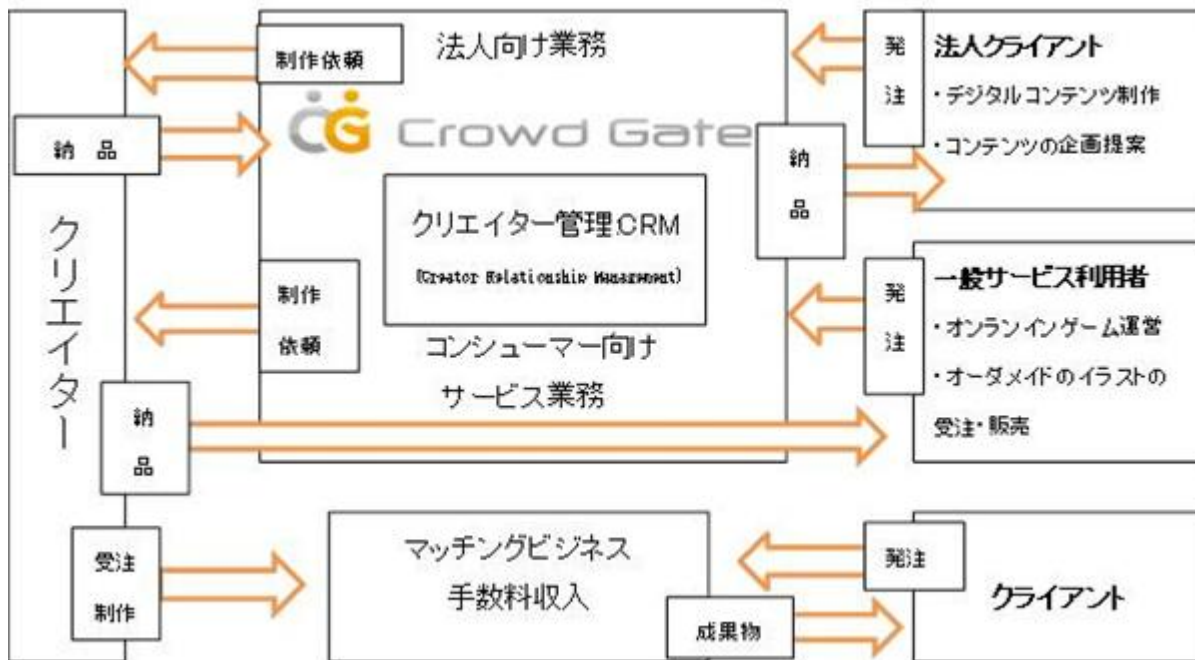 制作依頼
法人向け業務
発注
法人クライアント
・デジタルコンテンツ制作
・コンテンツの企画提案
納 品
CG Crowd Gate
納品
クリエイター管理:CRM
(Creator Relationship Manasment)
クリエイター
制作
依頼
コンシューマー向け
サービス業務
発注
一般サービス利用者
・オンラインゲーム運営
・オーダメイドのイラストの
受注・販売
納品
受注
制作
マッチングビジネス
手数料収入
発注
クライアント
成果物